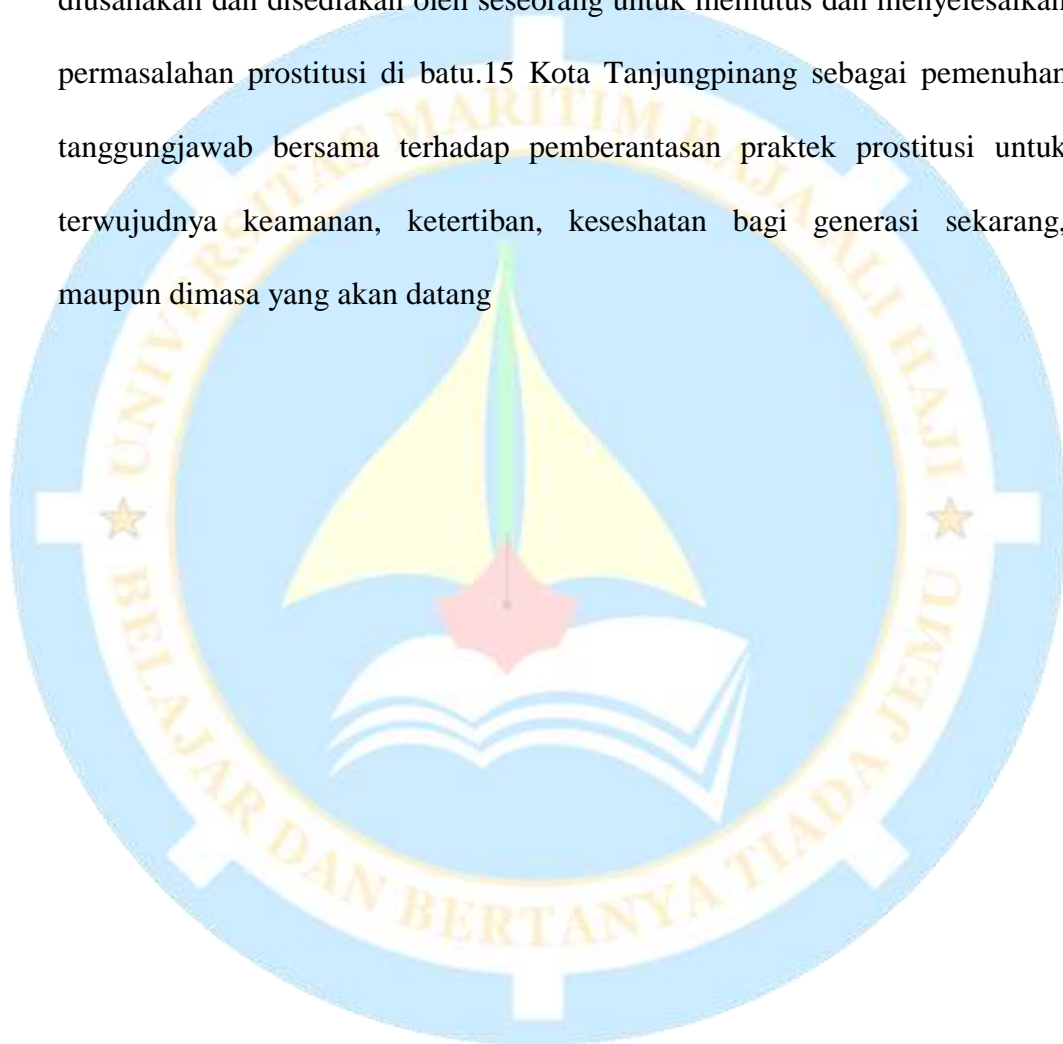 diusahakan dan disediakan oleh seseorang untuk memutus dan menyelesaikan
permasalahan prostitusi di batu.15 Kota Tanjungpinang sebagai pemenuhan
tanggungjawab bersama terhadap pemberantasan praktek prostitusi untuk
terwujudnya keamanan, ketertiban, keseshatan bagi generasi sekarang,
maupun dimasa yang akan datang
UNIVERSITAS MARITIM RAJA ALI HAJI
BELAJAR DAN BERTANYA TIADA JEMU